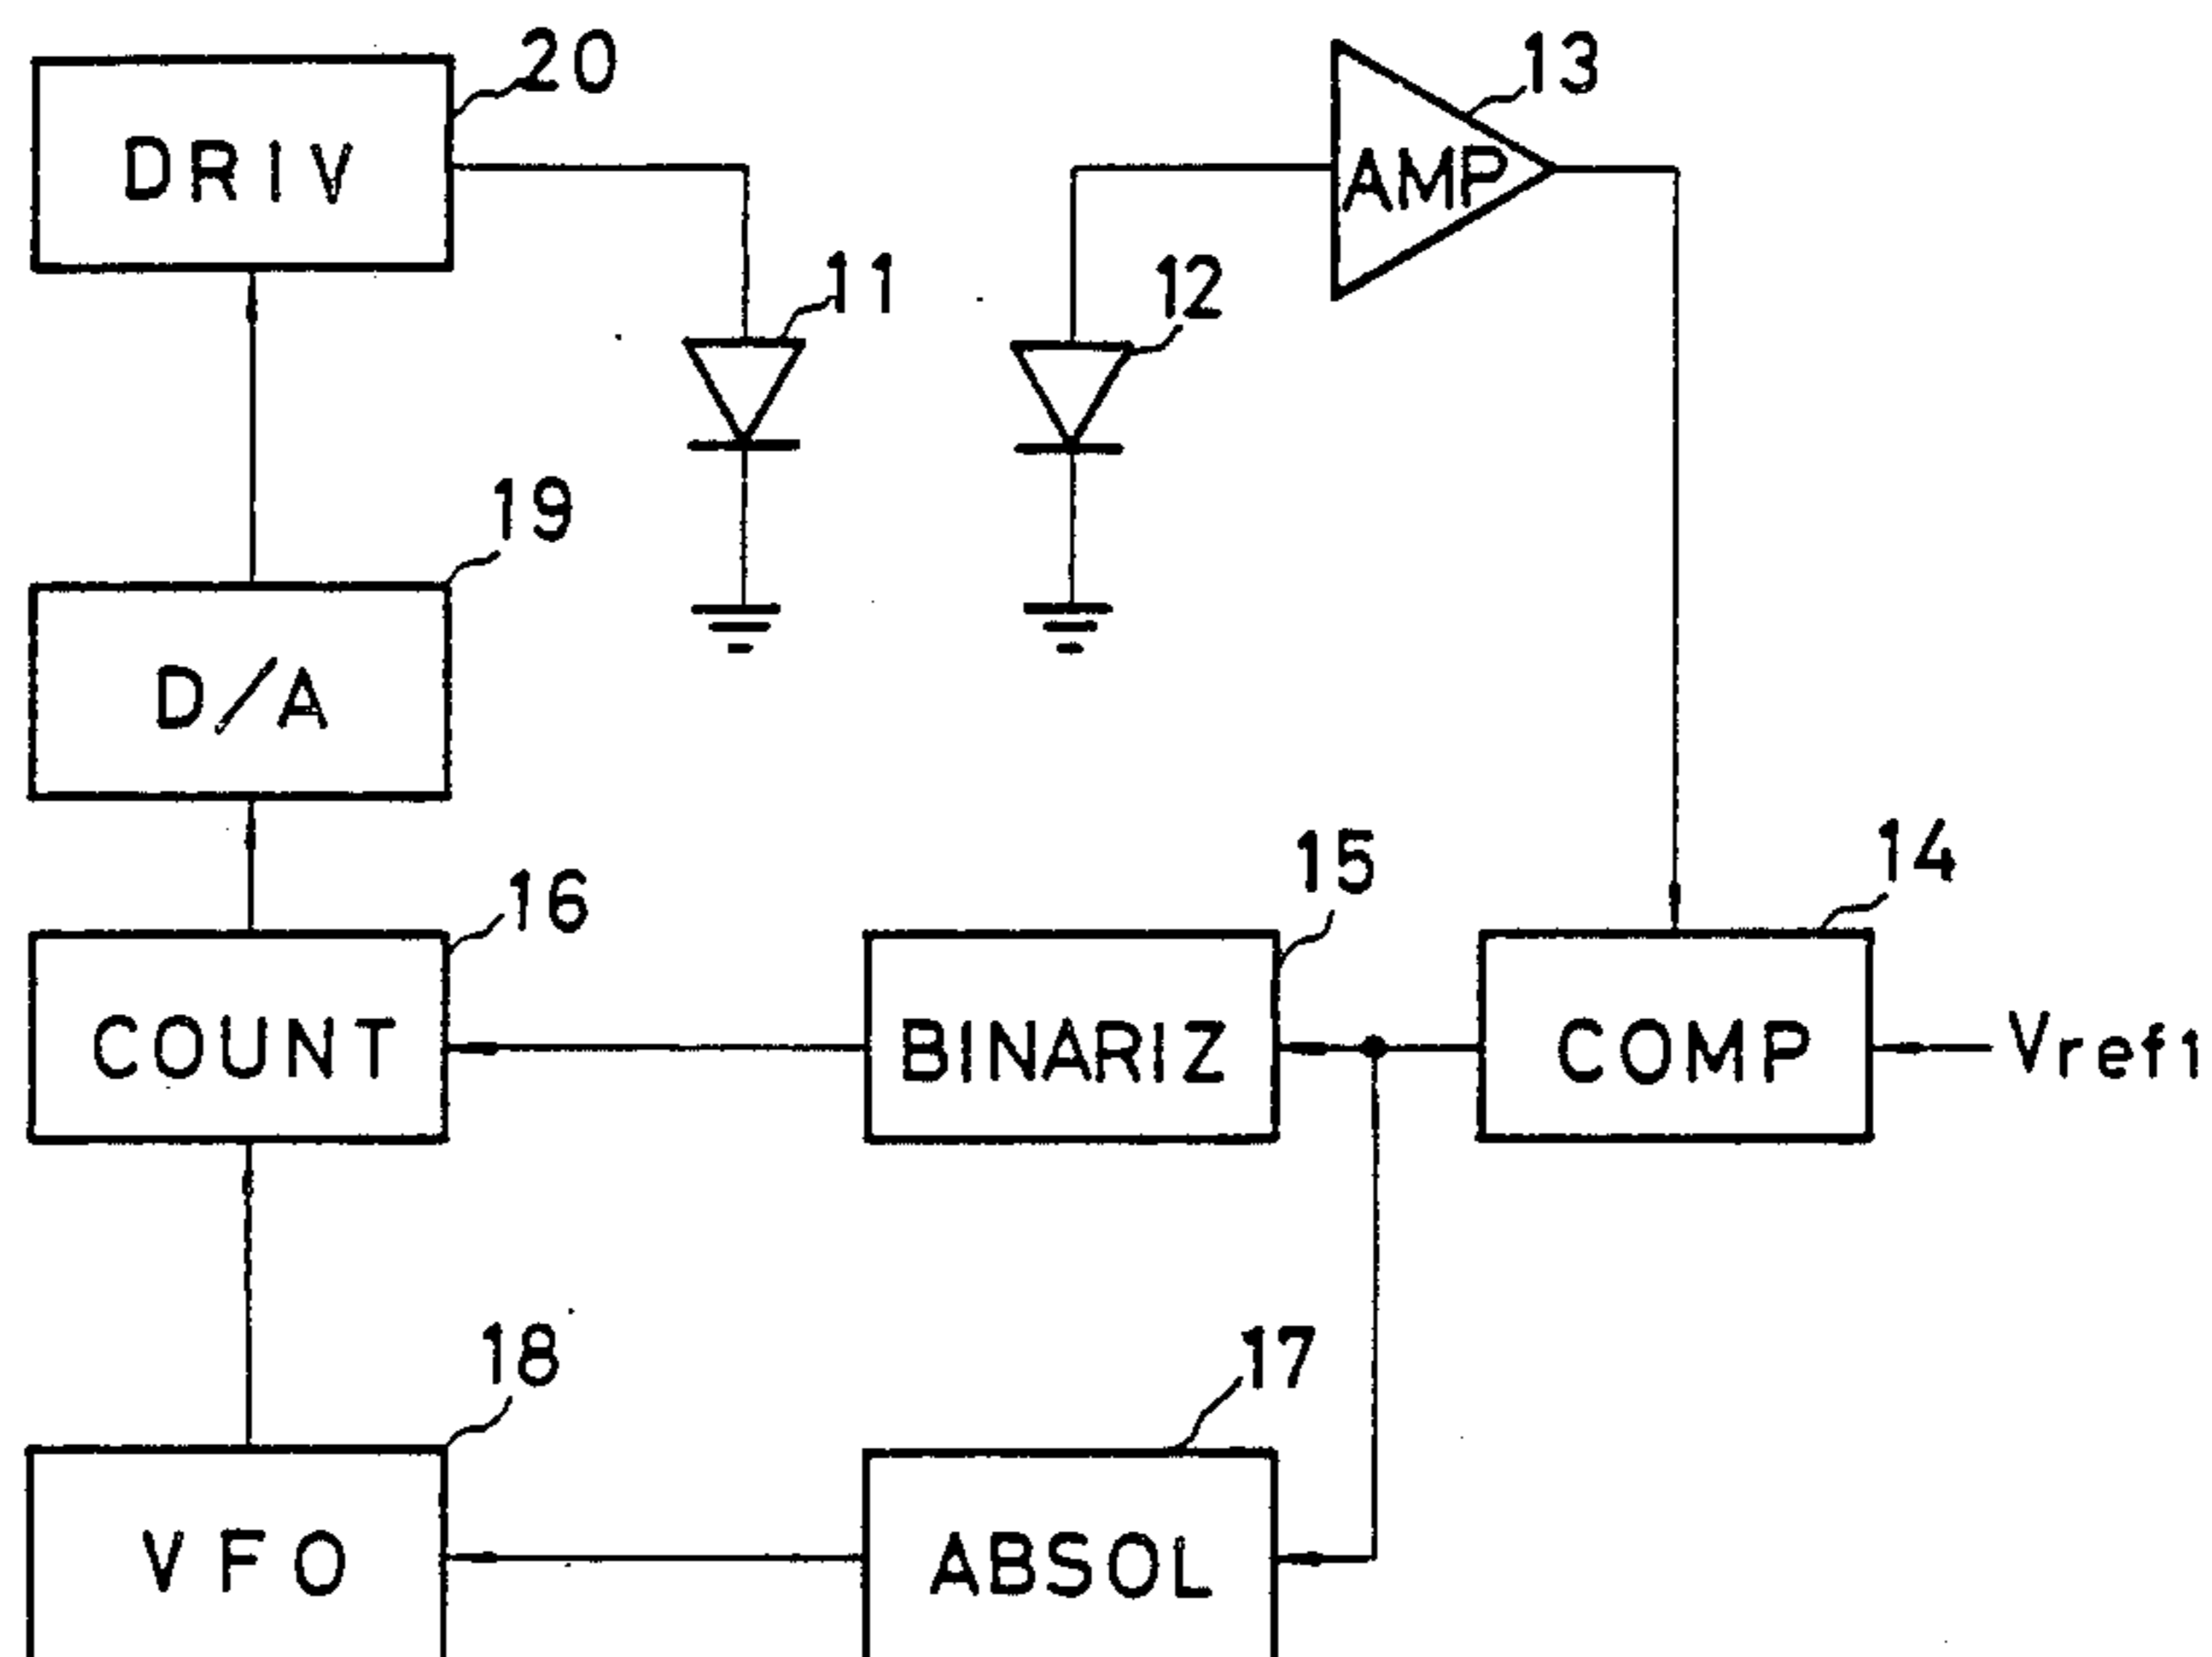 20
DRIV
13
AMP
11
12
19
D/A
15
14
16
COUNT
BINARIZ
COMP
Vref1
18
17
VFO
ABSOL